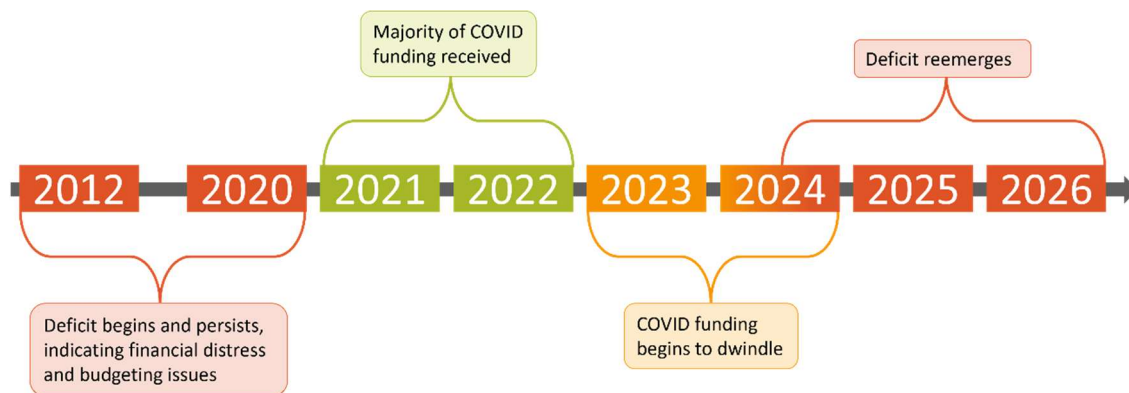 Majority of COVID
funding received
Deficit reemerges
2012 2020 2021 2022 2023 2024 2025 2026
Deficit begins and persists,
indicating financial distress
and budgeting issues
COVID funding
begins to dwindle